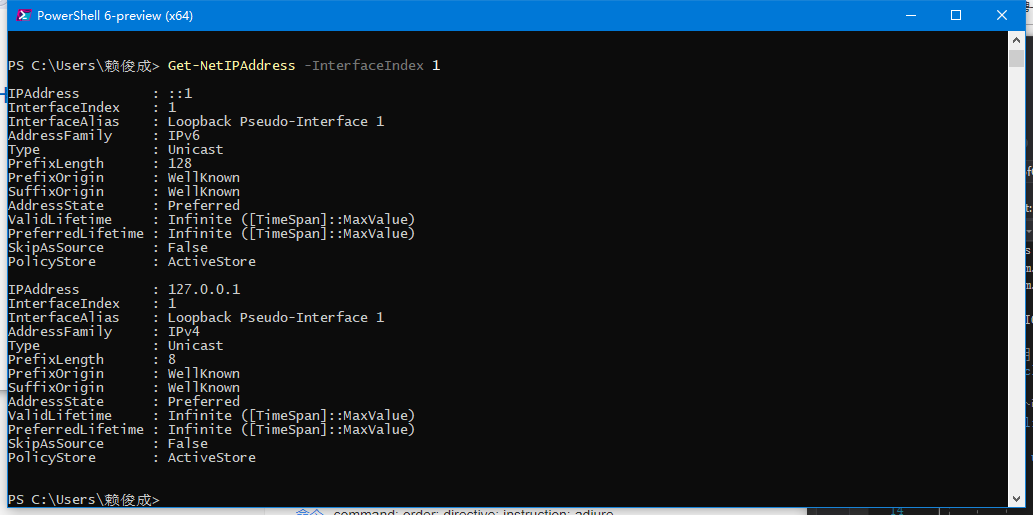 PowerShell 6-preview (x64)
PS C:\Users\赖俊成> Get-NetIPAddress -InterfaceIndex 1
IPAddress         : ::1
InterfaceIndex    : 1
InterfaceAlias    : Loopback Pseudo-Interface 1
AddressFamily     : IPv6
Type              : Unicast
PrefixLength      : 128
PrefixOrigin      : WellKnown
SuffixOrigin      : WellKnown
AddressState      : Preferred
ValidLifetime     : Infinite ([TimeSpan]::MaxValue)
PreferredLifetime : Infinite ([TimeSpan]::MaxValue)
SkipAsSource      : False
PolicyStore       : ActiveStore
IPAddress         : 127.0.0.1
InterfaceIndex    : 1
InterfaceAlias    : Loopback Pseudo-Interface 1
AddressFamily     : IPv4
Type              : Unicast
PrefixLength      : 8
PrefixOrigin      : WellKnown
SuffixOrigin      : WellKnown
AddressState      : Preferred
ValidLifetime     : Infinite ([TimeSpan]::MaxValue)
PreferredLifetime : Infinite ([TimeSpan]::MaxValue)
SkipAsSource      : False
PolicyStore       : ActiveStore
PS C:\Users\赖俊成>
命令 command; order; directive; instruction; adjure
14